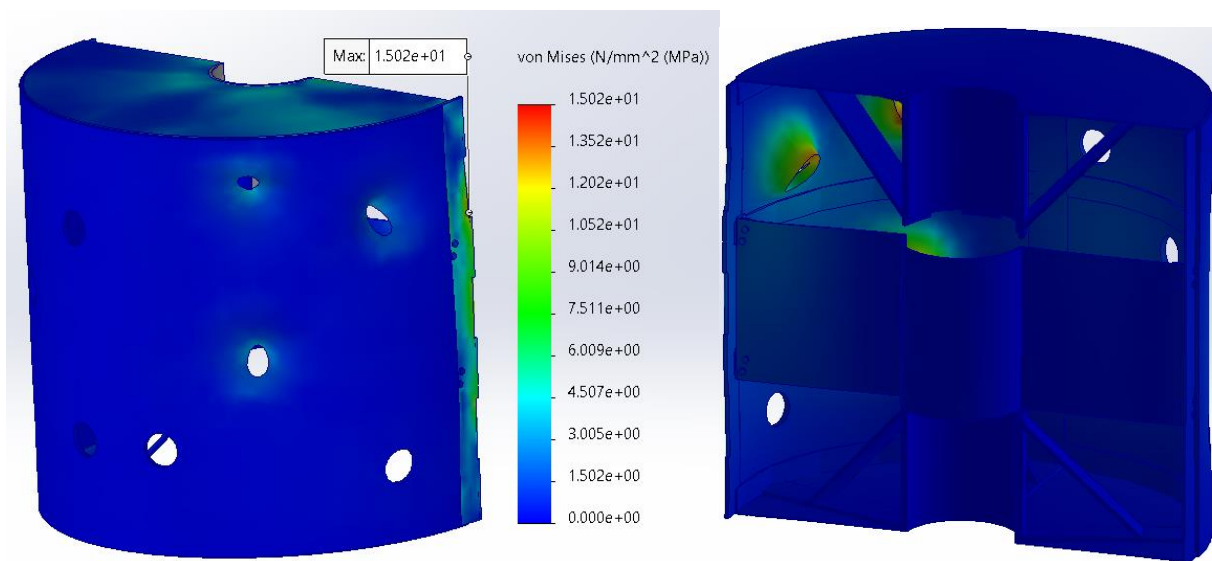 Max: 1.502e+01
von Mises (N/mm^2 (MPa))
1.502e+01
1.352e+01
1.202e+01
1.052e+01
9.014e+00
7.511e+00
6.009e+00
4.507e+00
3.005e+00
1.502e+00
0.000e+00